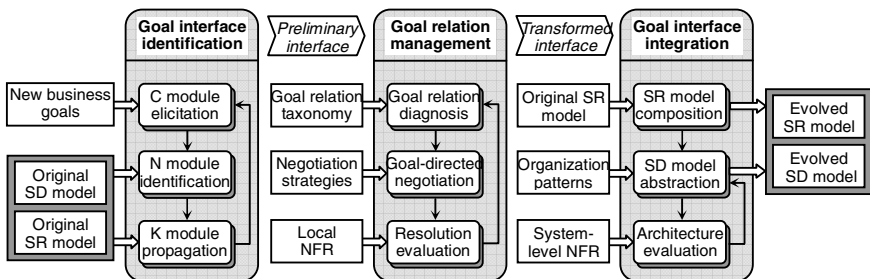 Goal interface
identification
Preliminary
interface
Goal relation
management
Transformed
interface
Goal interface
integration
New business
goals
C module
elicitation
Goal relation
taxonomy
Goal relation
diagnosis
Original SR
model
SR model
composition
Evolved
SR model
Original
SD model
N module
identification
Negotiation
strategies
Goal-directed
negotiation
Organization
patterns
SD model
abstraction
Evolved
SD model
Original
SR model
K module
propagation
Local
NFR
Resolution
evaluation
System-
level NFR
Architecture
evaluation